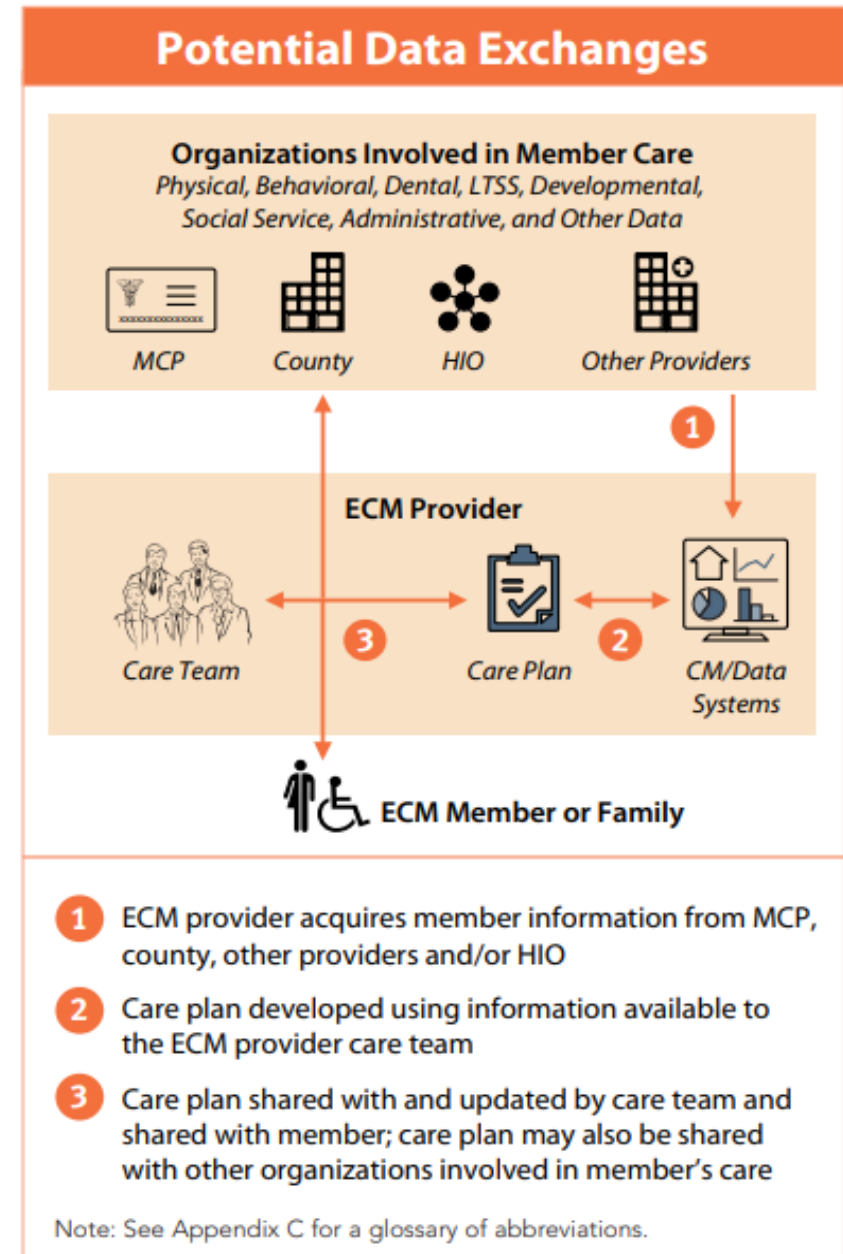 Potential Data Exchanges
Organizations Involved in Member Care
Physical, Behavioral, Dental, LTSS, Developmental,
Social Service, Administrative, and Other Data
MCP
County
HIO
Other Providers
1
ECM Provider
3
2
Care Team
Care Plan
CM/Data
Systems
ECM Member or Family
1 ECM provider acquires member information from MCP,
county, other providers and/or HIO
2 Care plan developed using information available to
the ECM provider care team
3 Care plan shared with and updated by care team and
shared with member; care plan may also be shared
with other organizations involved in member's care
Note: See Appendix C for a glossary of abbreviations.